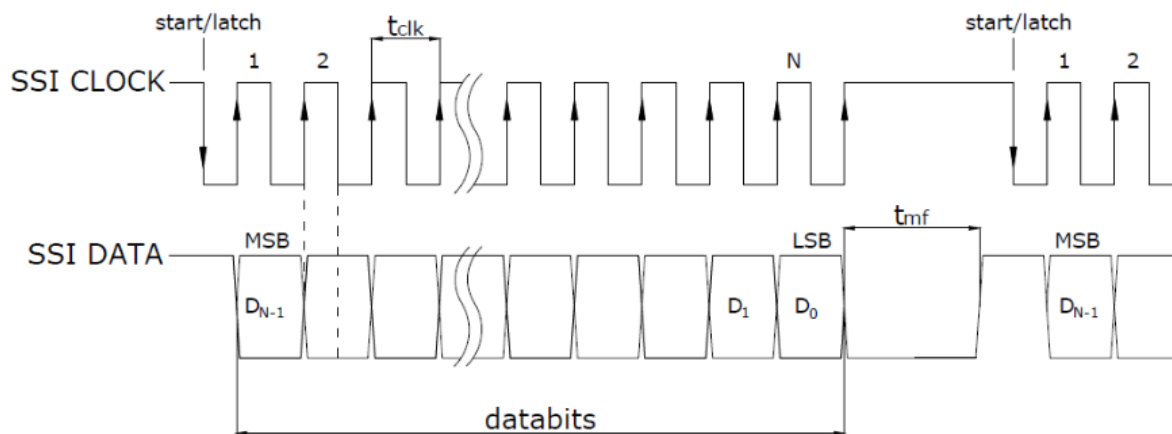 start/latch tclk start/latch
1 2 N 1 2
SSI CLOCK
tmf
MSB LSB MSB
SSI DATA
DN-1 D1 D0 DN-1
databits